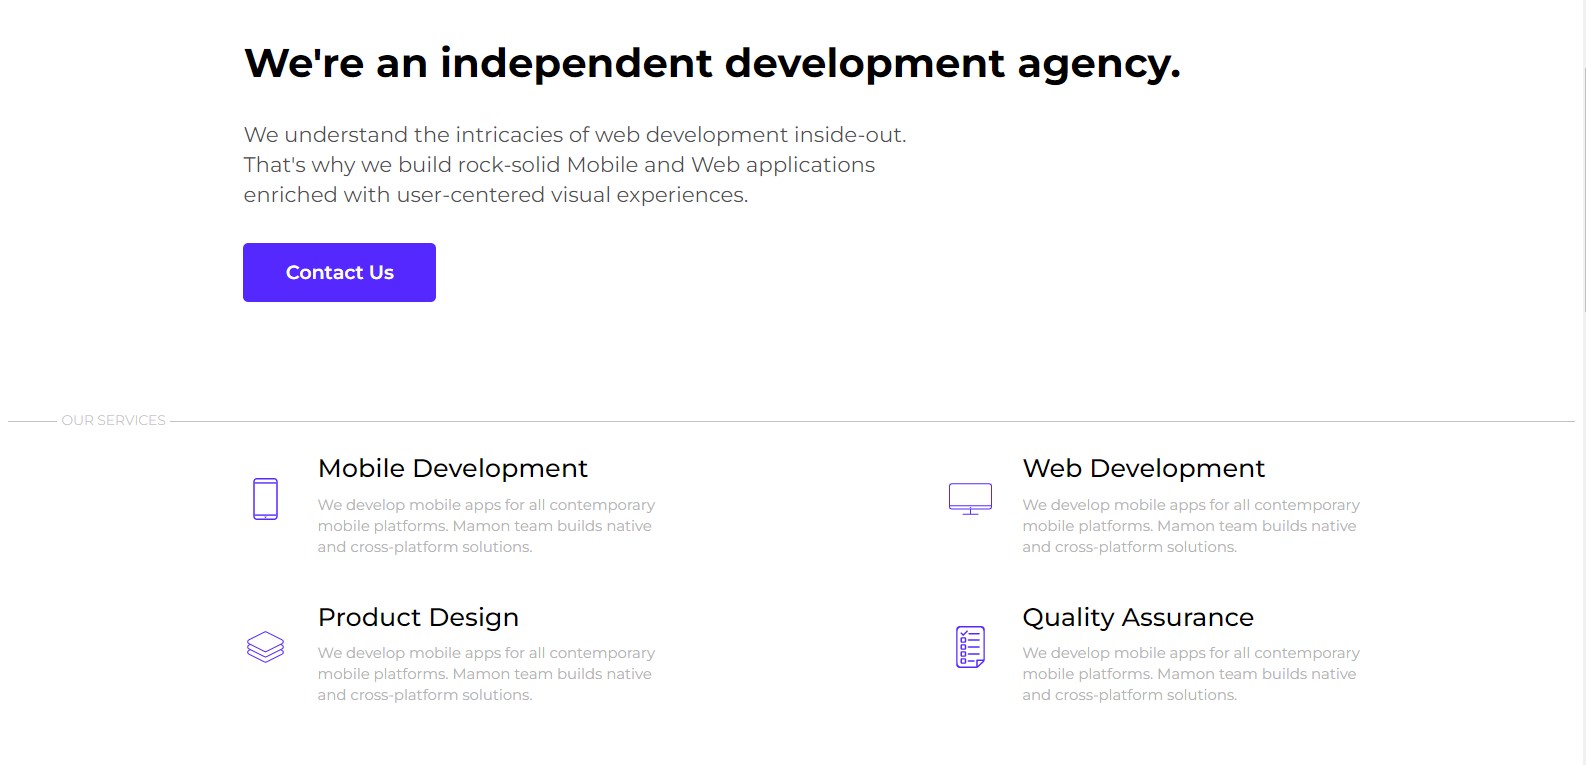 We're an independent development agency.
We understand the intricacies of web development inside-out.
That's why we build rock-solid Mobile and Web applications
enriched with user-centered visual experiences.
Contact Us
OUR SERVICES
Mobile Development
We develop mobile apps for all contemporary
mobile platforms. Mamon team builds native
and cross-platform solutions.
Web Development
We develop mobile apps for all contemporary
mobile platforms. Mamon team builds native
and cross-platform solutions.
Product Design
We develop mobile apps for all contemporary
mobile platforms. Mamon team builds native
and cross-platform solutions.
Quality Assurance
We develop mobile apps for all contemporary
mobile platforms. Mamon team builds native
and cross-platform solutions.